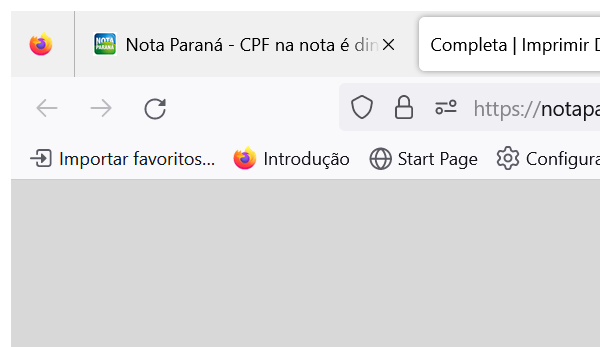 NOTA PARANÁ Nota Paraná - CPF na nota é din Completa | Imprimir D
https://notapa
Importar favoritos... Introdução Start Page Configura